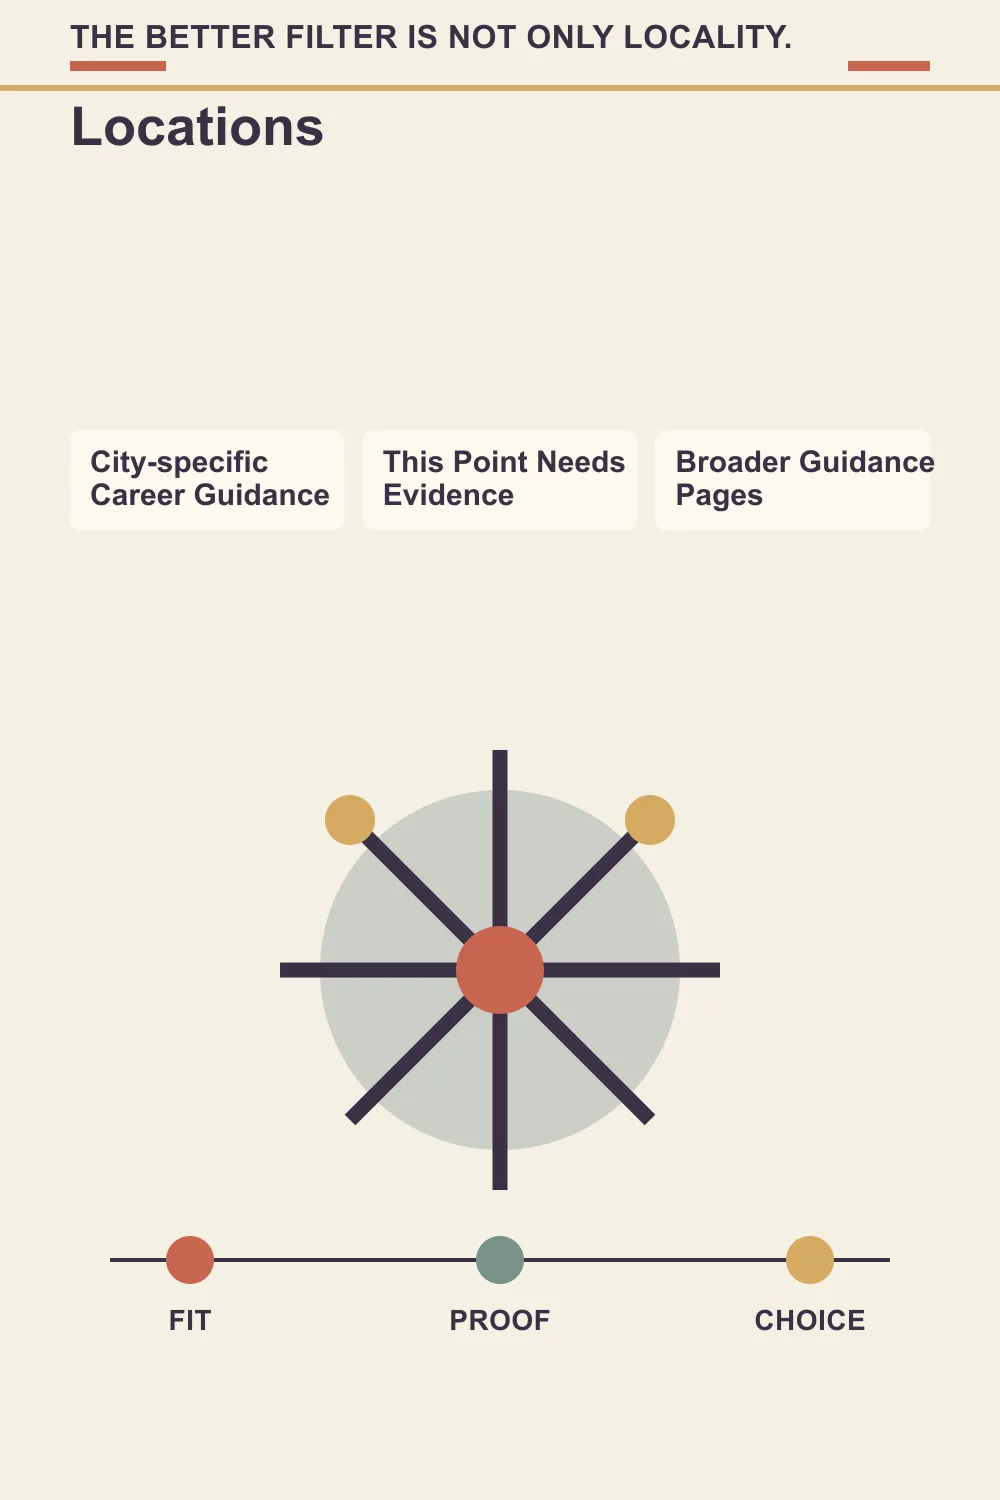 THE BETTER FILTER IS NOT ONLY LOCALITY.
Locations
City-specific
Career Guidance
This Point Needs
Evidence
Broader Guidance
Pages
FIT
PROOF
CHOICE